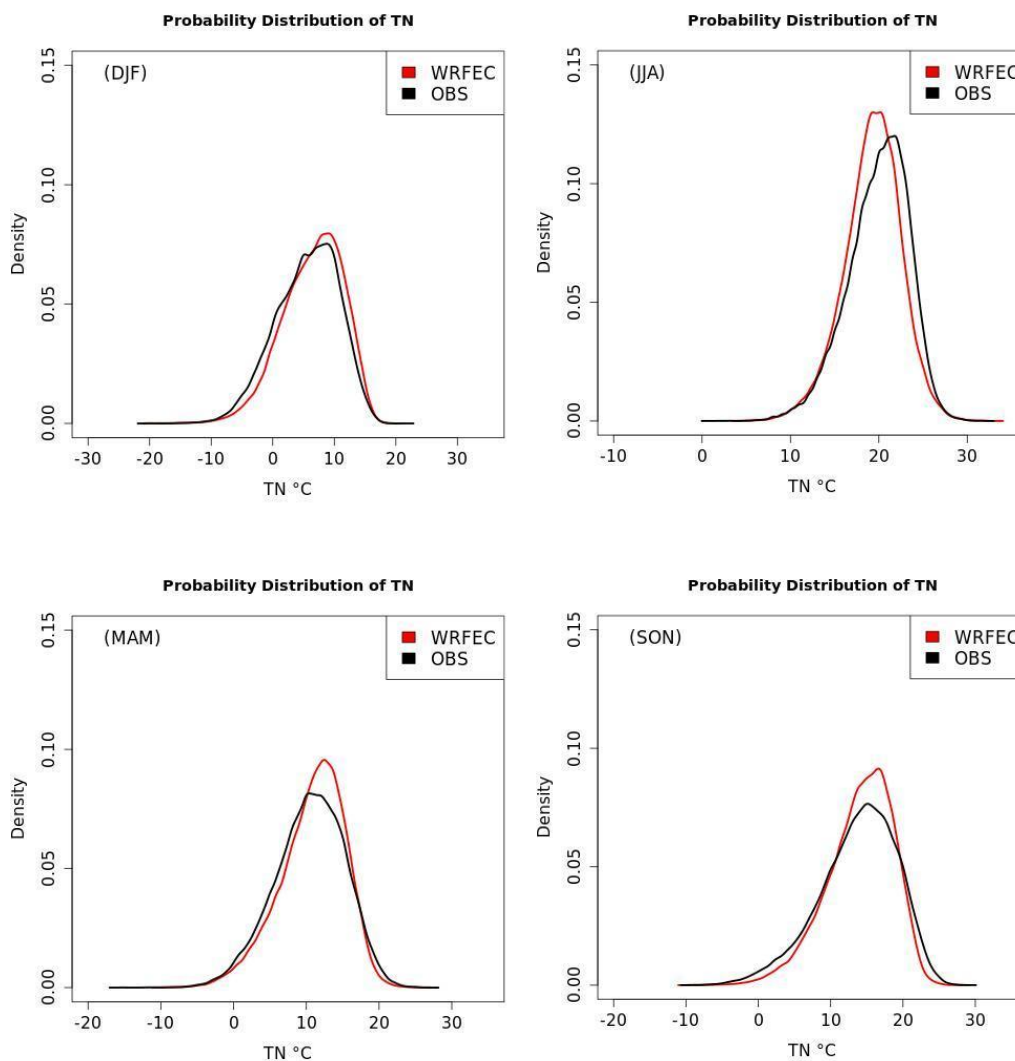 Probability Distribution of TN
(DJF)
WRFEC
OBS
Density
0.00
0.05
0.10
0.15
-30 -20 -10 0 10 20 30
TN °C
Probability Distribution of TN
(JJA)
WRFEC
OBS
Density
0.00
0.05
0.10
0.15
-10 0 10 20 30
TN °C
Probability Distribution of TN
(MAM)
WRFEC
OBS
Density
0.00
0.05
0.10
0.15
-20 -10 0 10 20 30
TN °C
Probability Distribution of TN
(SON)
WRFEC
OBS
Density
0.00
0.05
0.10
0.15
-20 -10 0 10 20 30
TN °C